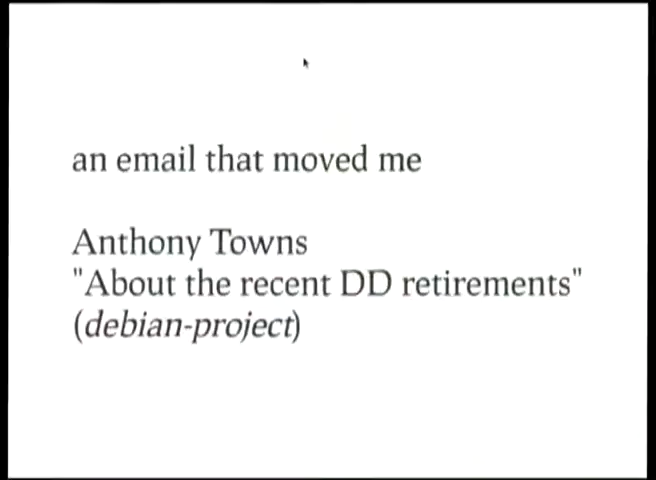 an email that moved me
Anthony Towns
"About the recent DD retirements"
(debian-project)